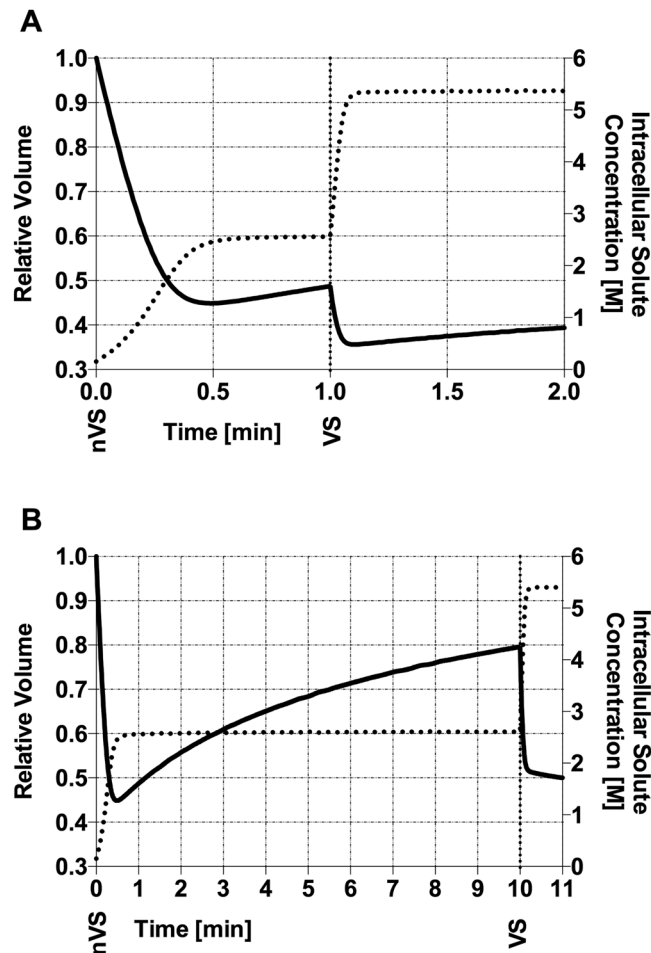 A
1.0
0.9
0.8
0.7
0.6
0.5
0.4
0.3
Relative Volume
6
5
4
3
2
1
0
Intracellular Solute
Concentration [M]
0.0
0.5
1.0
1.5
2.0
nVS
Time [min]
VS
B
1.0
0.9
0.8
0.7
0.6
0.5
0.4
0.3
Relative Volume
6
5
4
3
2
1
0
Intracellular Solute
Concentration [M]
0 1 2 3 4 5 6 7 8 9 10 11
nVS
Time [min]
VS